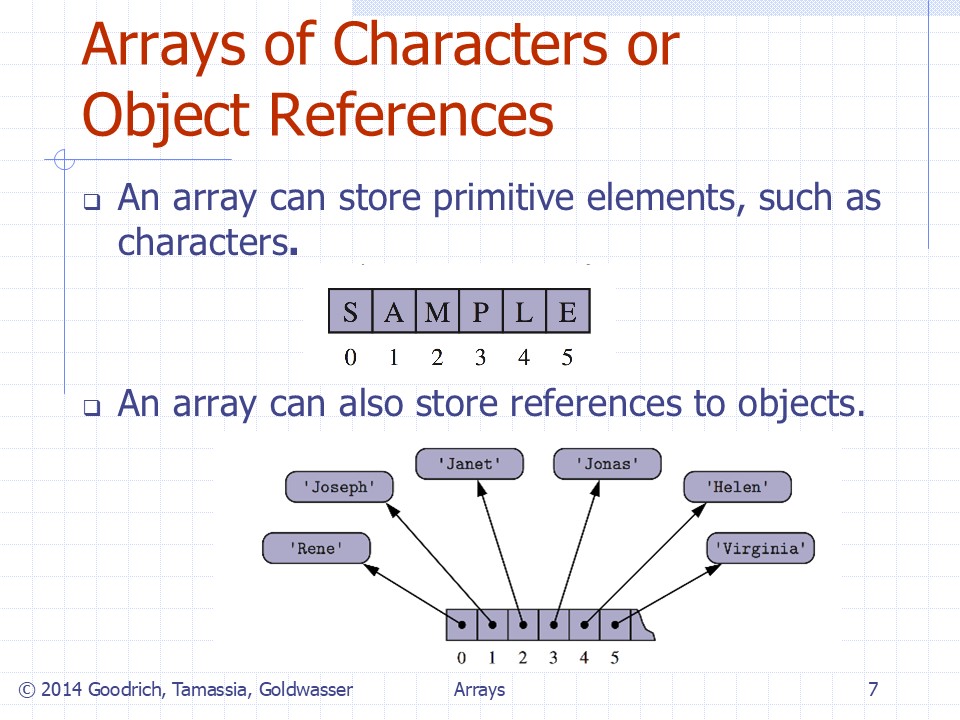 Arrays of Characters or
Object References
An array can store primitive elements, such as
characters.
S A M P L E
0 1 2 3 4 5
An array can also store references to objects.
'Janet' 'Jonas'
'Joseph' 'Helen'
'Rene' 'Virginia'
0 1 2 3 4 5
© 2014 Goodrich, Tamassia, Goldwasser Arrays 7